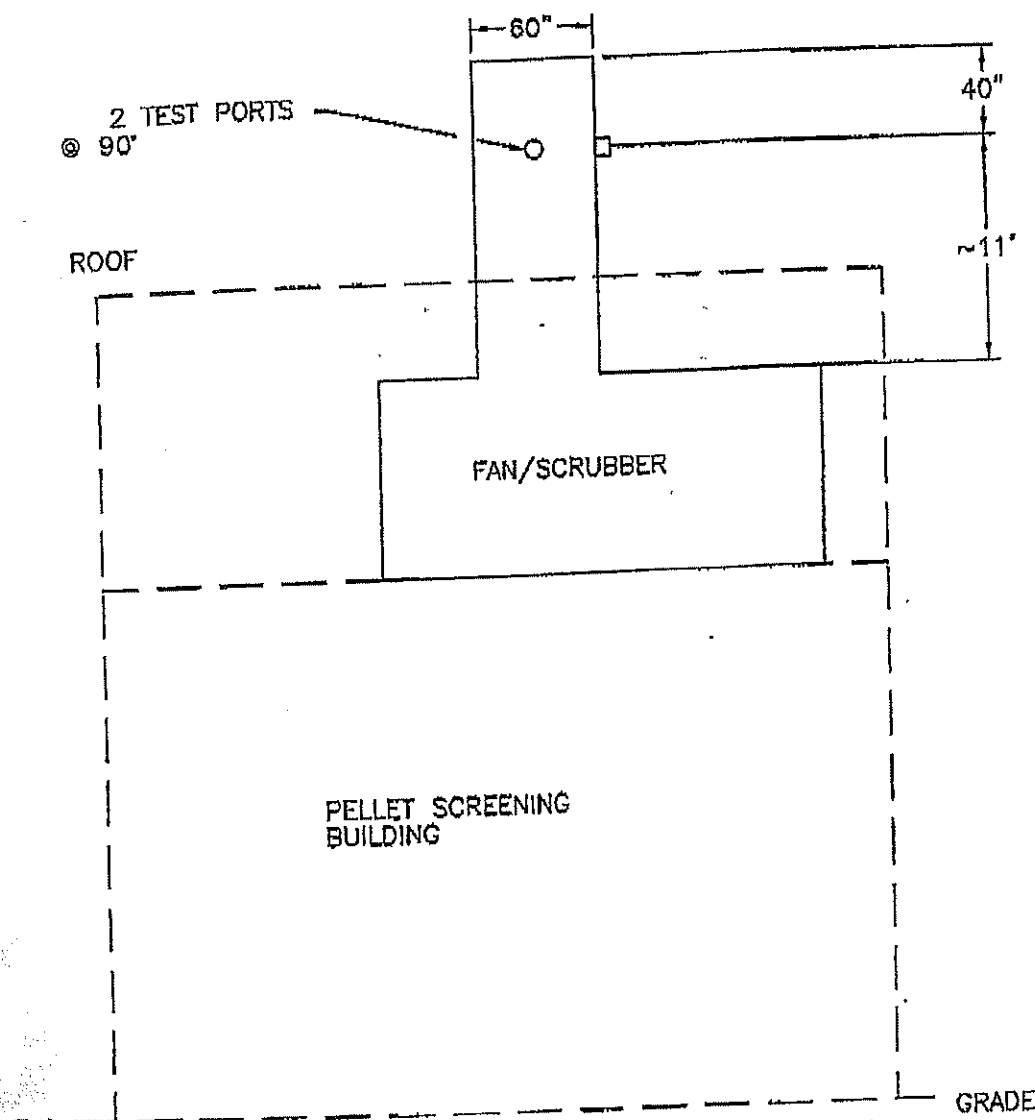 60"
40"
2 TEST PORTS
@ 90°
~11'
ROOF
FAN/SCRUBBER
PELLET SCREENING
BUILDING
GRADE